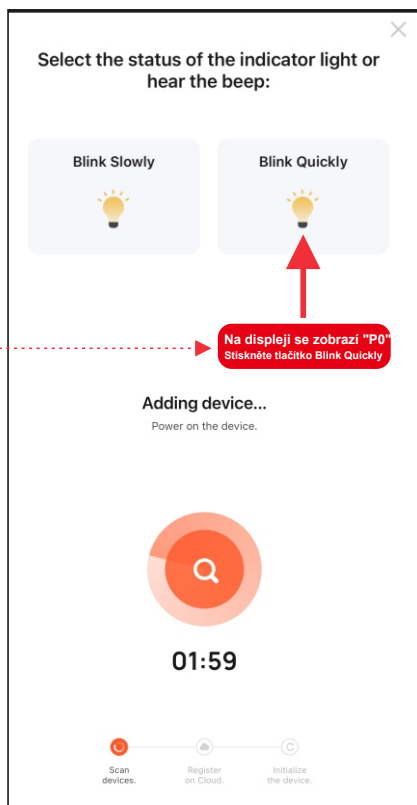 Select the status of the indicator light or
hear the beep:
Blink Slowly
Blink Quickly
Na displeji se zobrazí "P0"
Stiskněte tlačítko Blink Quickly
Adding device...
Power on the device.
01:59
Scan
devices.
Register
on Cloud.
Initialize
the device.